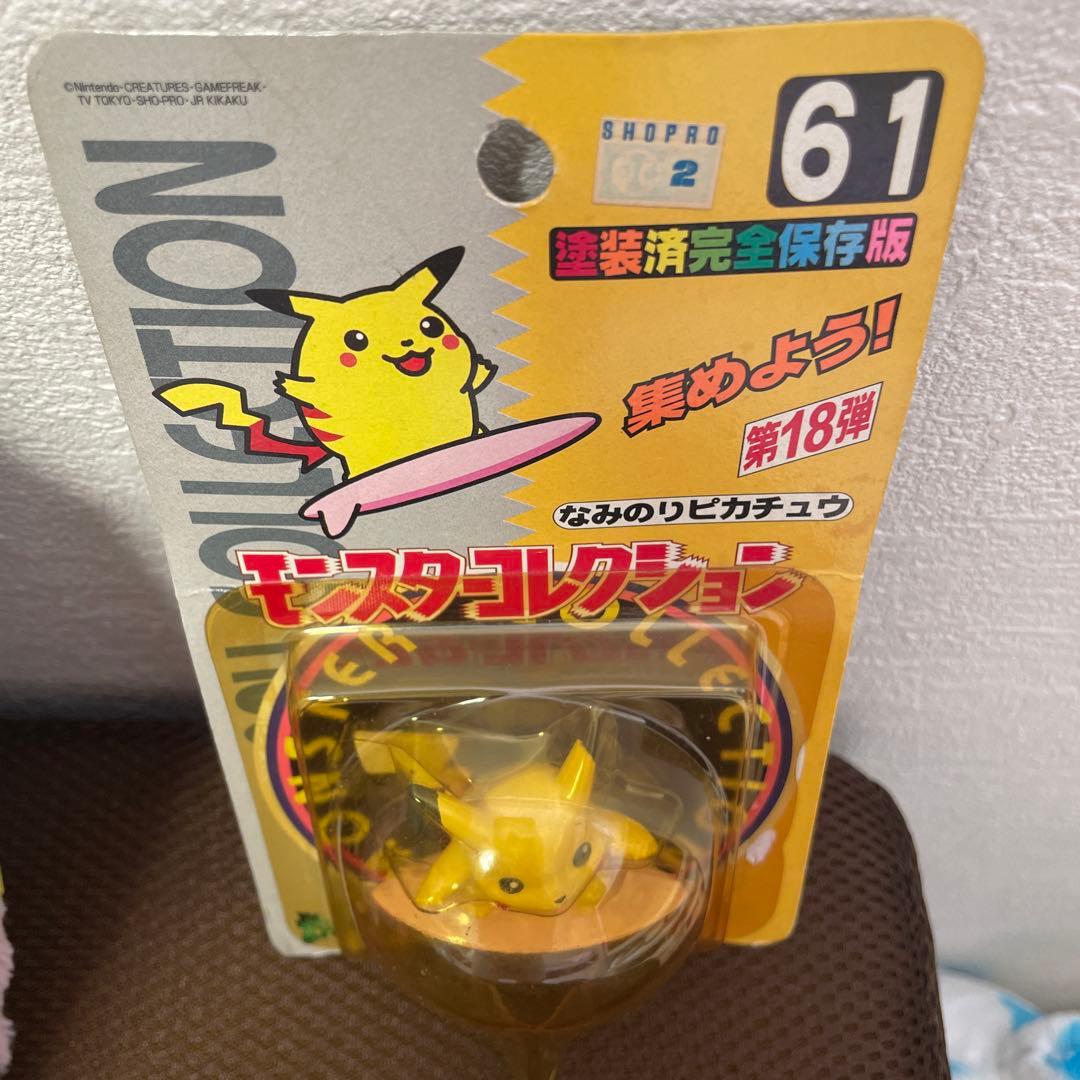 ©Nintendo・CREATURES・GAMEFREAK・
TV TOKYO・SHO-PRO・JR KIKAKU
SHOPRO
2
61
塗装済完全保存版
集めよう!
第18弾
なみのりピカチュウ
モンスターコレクション